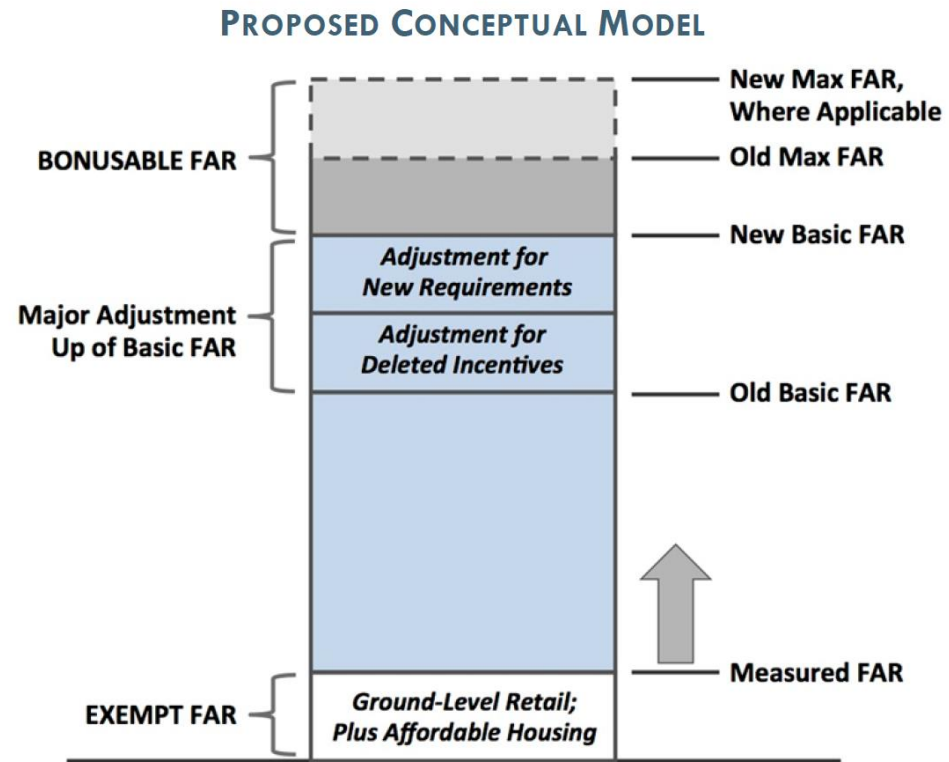 PROPOSED CONCEPTUAL MODEL
New Max FAR,
Where Applicable
BONUSABLE FAR
Old Max FAR
New Basic FAR
Adjustment for
New Requirements
Major Adjustment
Up of Basic FAR
Adjustment for
Deleted Incentives
Old Basic FAR
Measured FAR
EXEMPT FAR
Ground-Level Retail;
Plus Affordable Housing